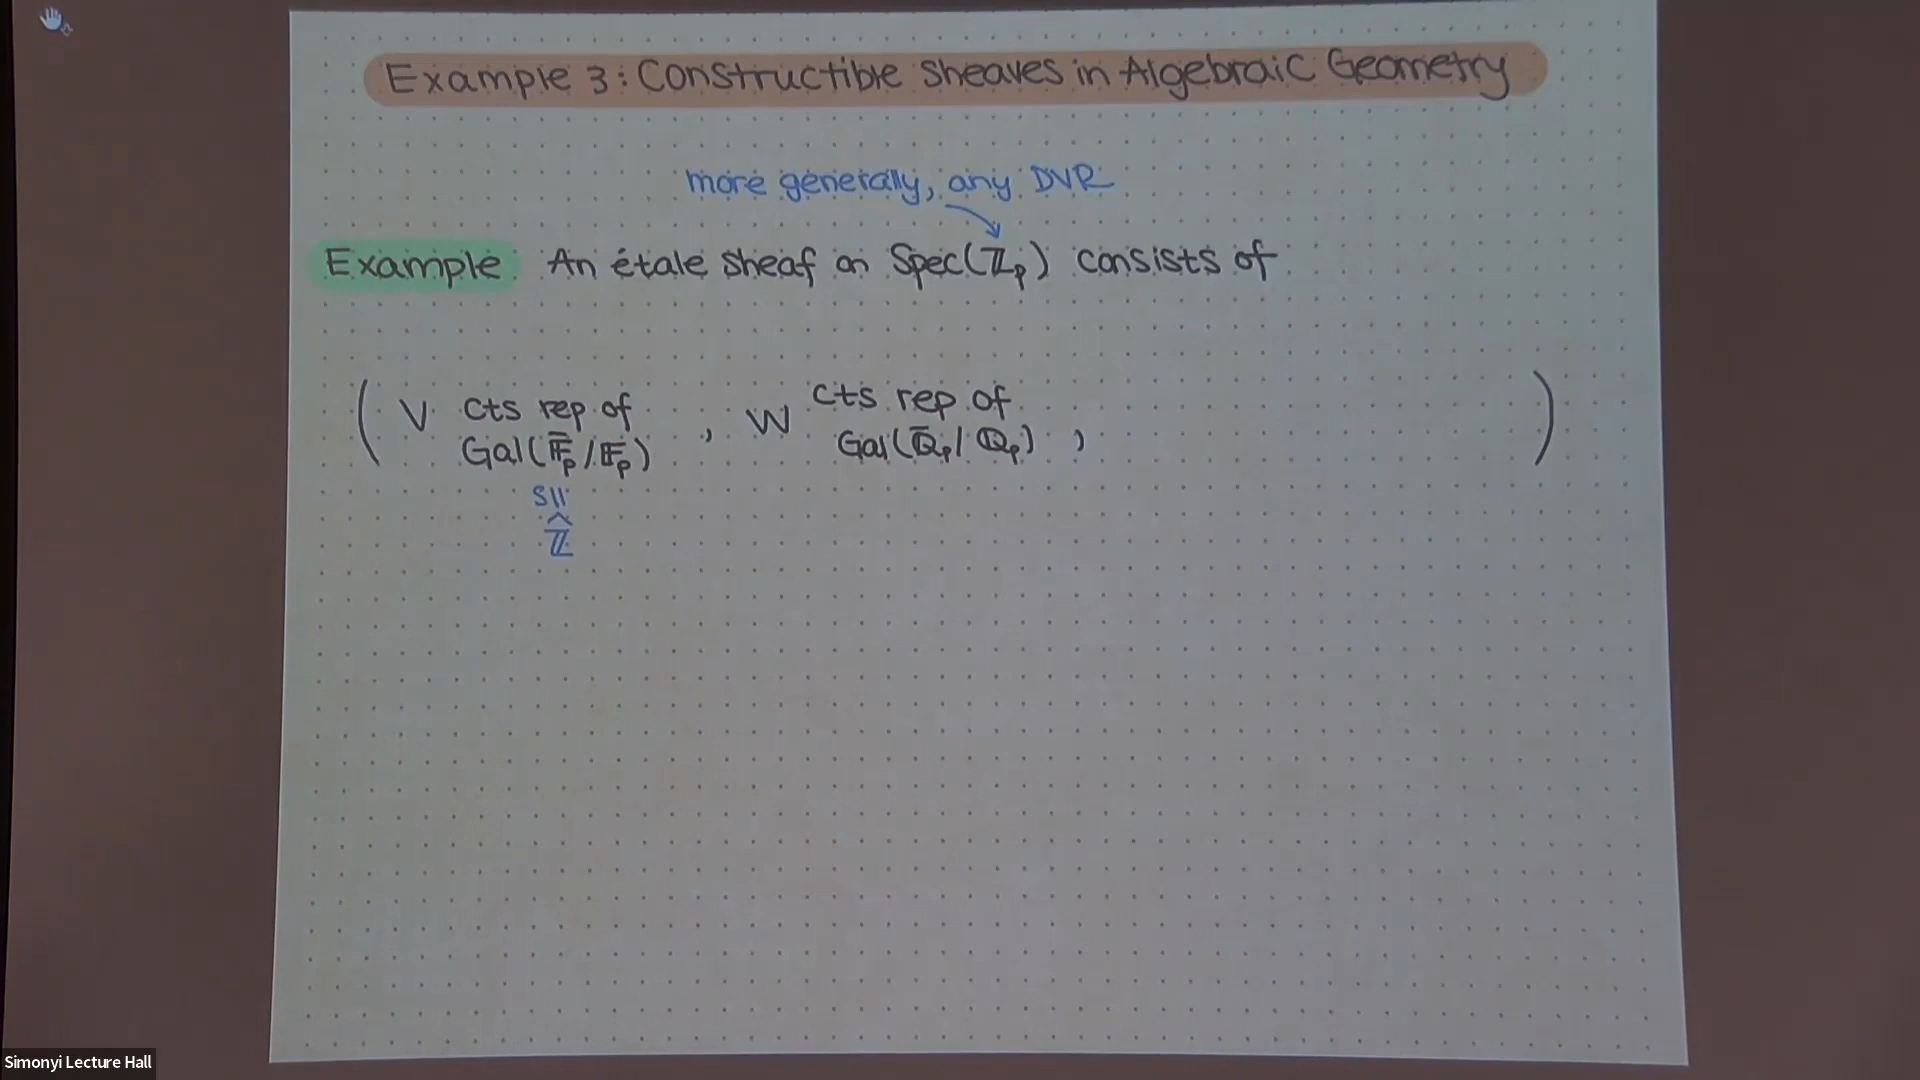 Example 3: Constructible Sheaves in Algebraic Geometry
more generally, any DVR
Example An étale sheaf on Spec(ℤₚ) consists of
( V cts rep of Gal(𝔽̄ₚ/𝔽ₚ) , W cts rep of Gal(ℚ̄ₚ/ℚₚ) , )
S||
ℤ̂
Simonyi Lecture Hall